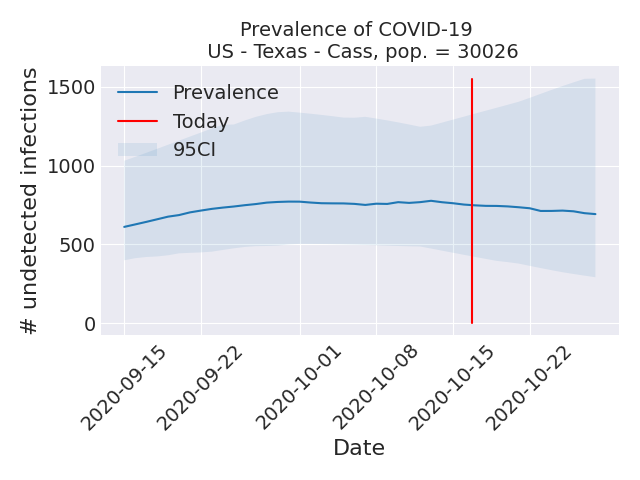 Prevalence of COVID-19
US - Texas - Cass, pop. = 30026
# undetected infections
1500
1000
500
0
Prevalence
Today
95CI
2020-09-15
2020-09-22
2020-10-01
2020-10-08
2020-10-15
2020-10-22
Date